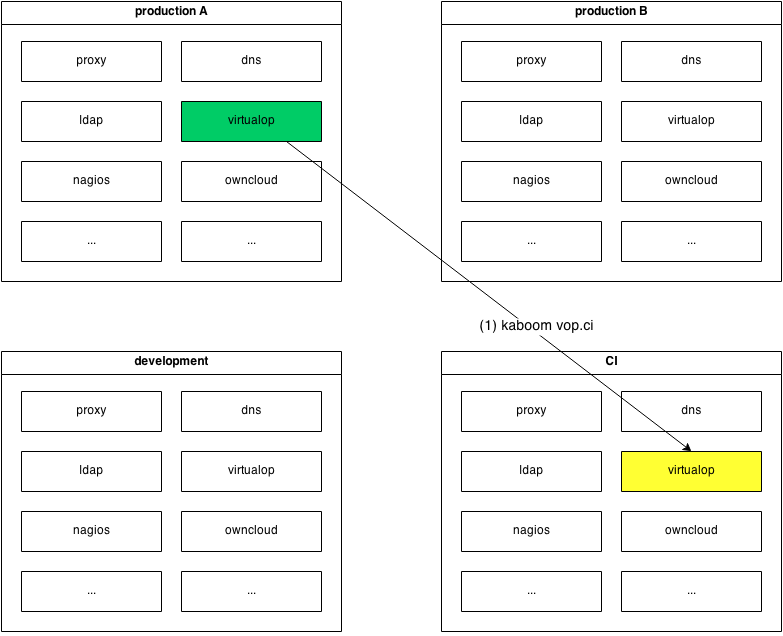 production A
proxy
dns
ldap
virtualop
nagios
owncloud
...
...
production B
proxy
dns
ldap
virtualop
nagios
owncloud
...
...
(1) kaboom vop.ci
development
proxy
dns
ldap
virtualop
nagios
owncloud
...
...
CI
proxy
dns
ldap
virtualop
nagios
owncloud
...
...